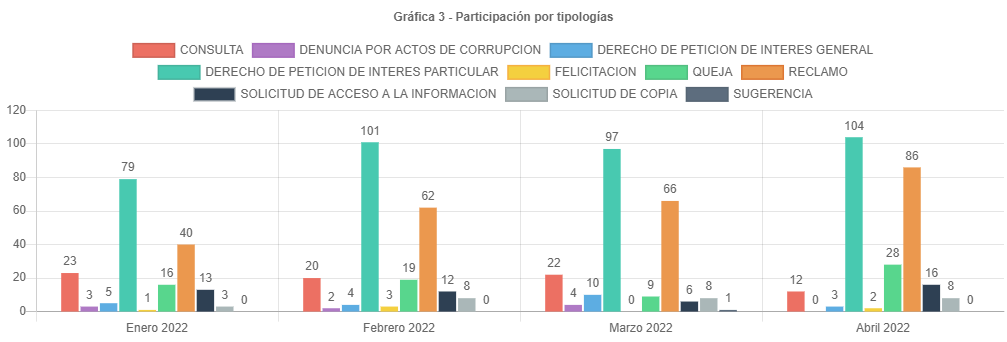 Gráfica 3 - Participación por tipologías
CONSULTA DENUNCIA POR ACTOS DE CORRUPCION DERECHO DE PETICION DE INTERES GENERAL
DERECHO DE PETICION DE INTERES PARTICULAR FELICITACION QUEJA RECLAMO
SOLICITUD DE ACCESO A LA INFORMACION SOLICITUD DE COPIA SUGERENCIA
120
100
80
60
40
20
0
23 3 5 79 1 16 40 13 3 0
20 2 4 101 3 19 62 12 8 0
22 4 10 97 0 9 66 6 8 1
12 0 3 104 2 28 86 16 8 0
Enero 2022 Febrero 2022 Marzo 2022 Abril 2022